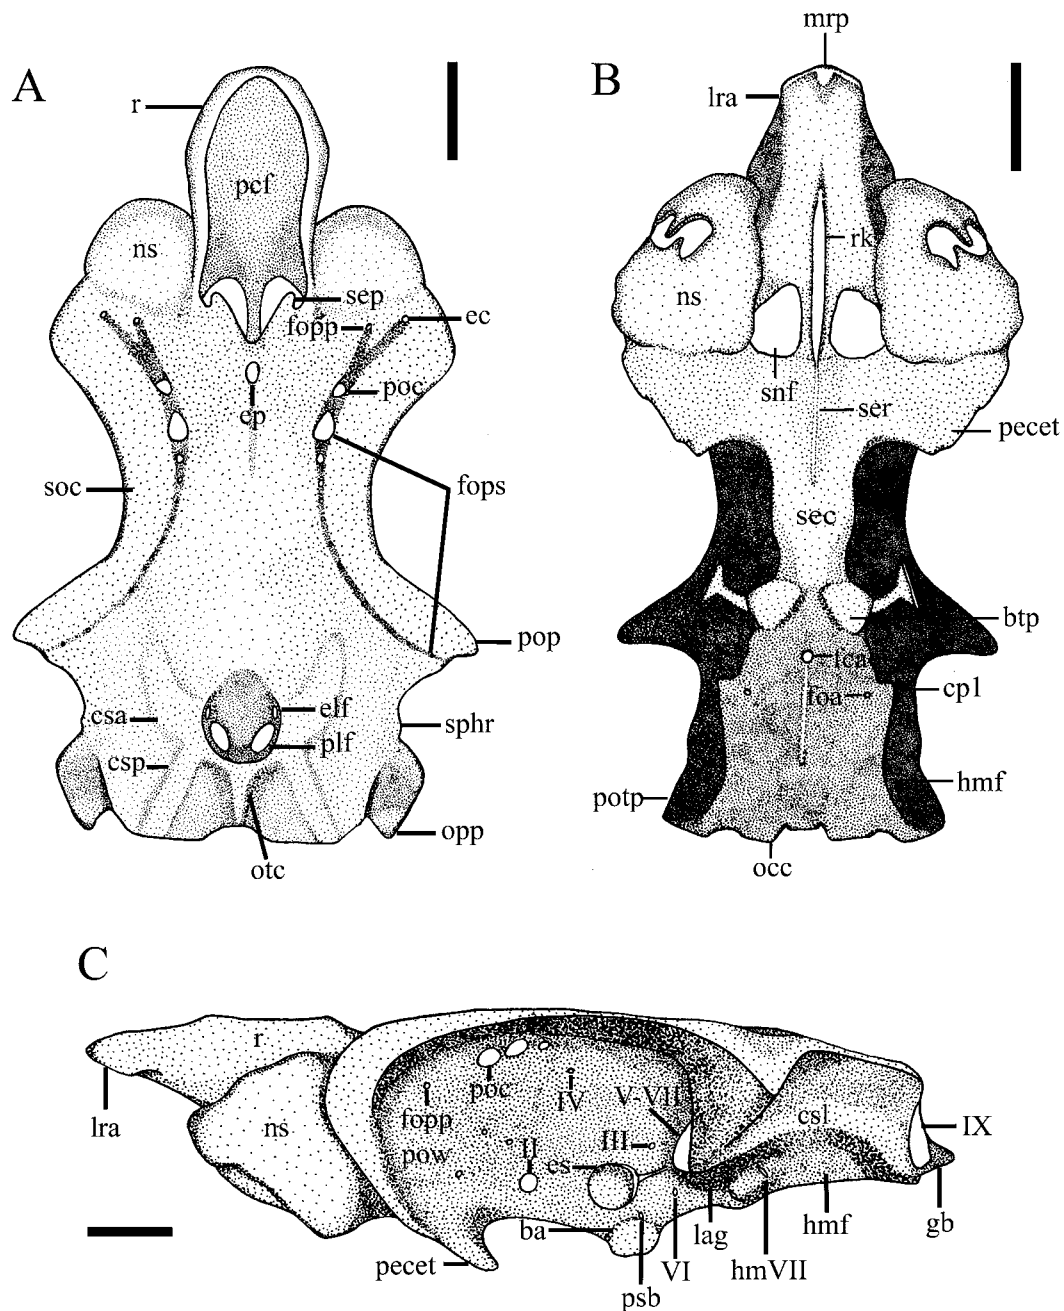 A
r
pcf
ns
sep
fopp
ec
poc
ep
soc
fops
pop
csa
elf
sphr
plf
csp
opp
otc
B
mrp
lra
rk
ns
snf
ser
pecet
sec
btp
foa
cpl
potp
hmf
occ
C
r
lra
ns
fopp
poc
IV
V-VII
pow
II
III
es
csl
IX
ba
pecet
psb
VI
lag
hmVII
hmf
gb